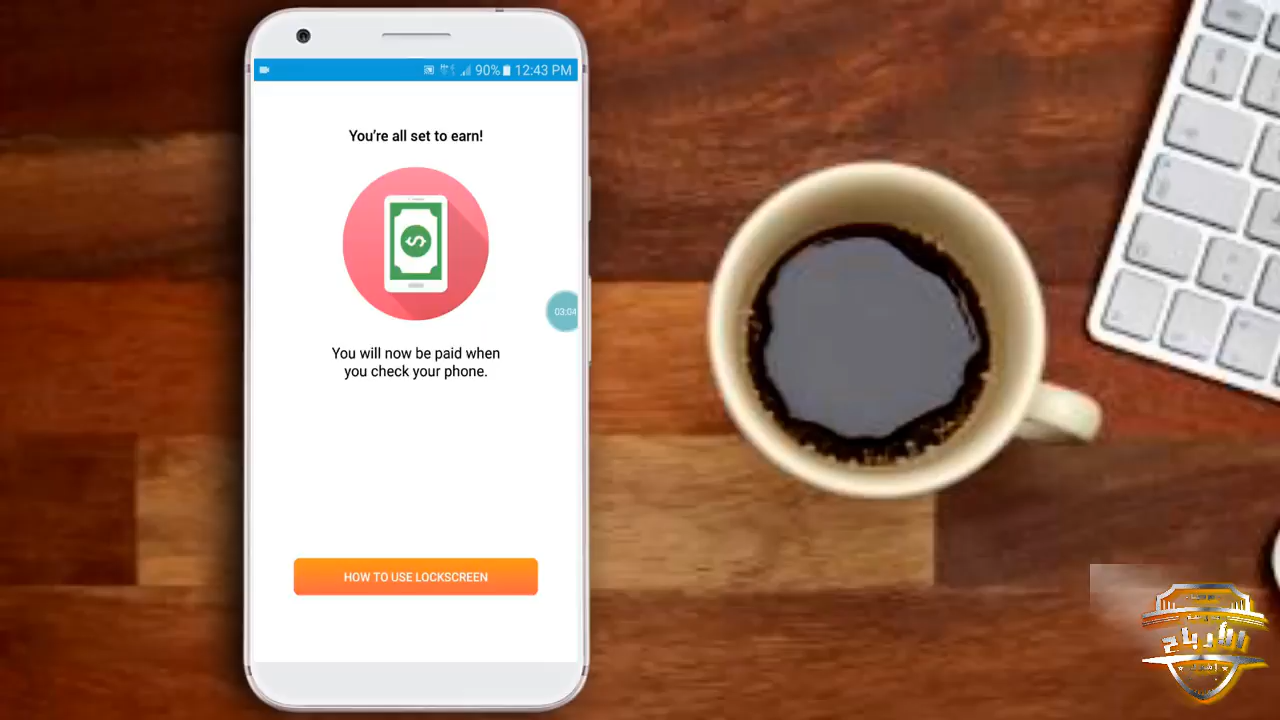 90% 12:43 PM
You're all set to earn!
03:04
You will now be paid when
you check your phone.
HOW TO USE LOCKSCREEN
الأرباح